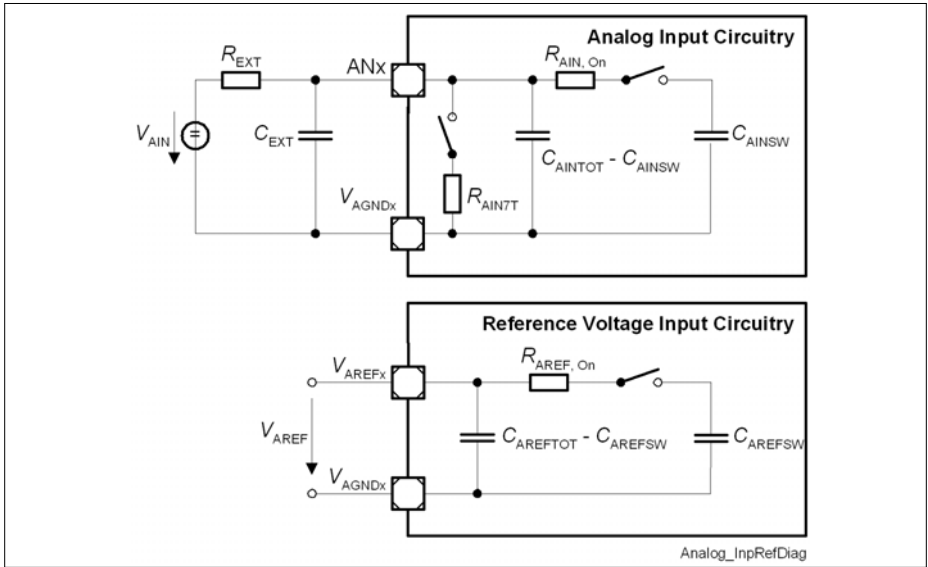 Analog Input Circuitry
R_EXT
ANx
R_AIN, On
V_AIN
C_EXT
C_AINTOT - C_AINSW
C_AINSW
R_AIN7T
V_AGNDx
Reference Voltage Input Circuitry
V_AREFx
R_AREF, On
V_AREF
C_AREFTOT - C_AREFSW
C_AREFSW
V_AGNDx
Analog_InpRefDiag